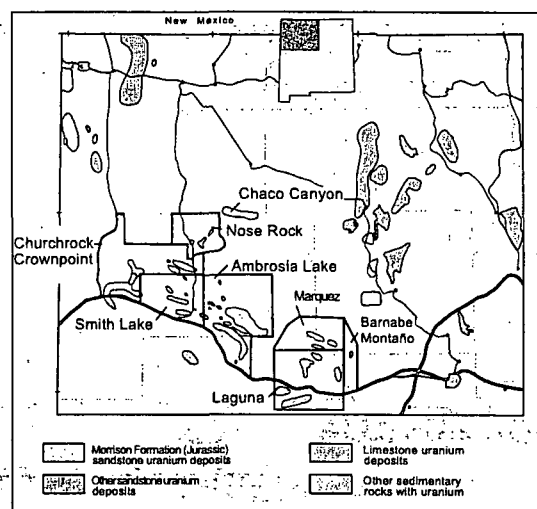 New Mexico
Chaco Canyon
Nose Rock
Churchrock
Crownpoint
Ambrosia Lake
Marquez
Smith Lake
Barnabe
Montaño
Laguna
Morrison Formation (Jurassic)
sandstone uranium deposits
Limestone uranium
deposits
Other sandstone uranium
deposits
Other sedimentary
rocks with uranium